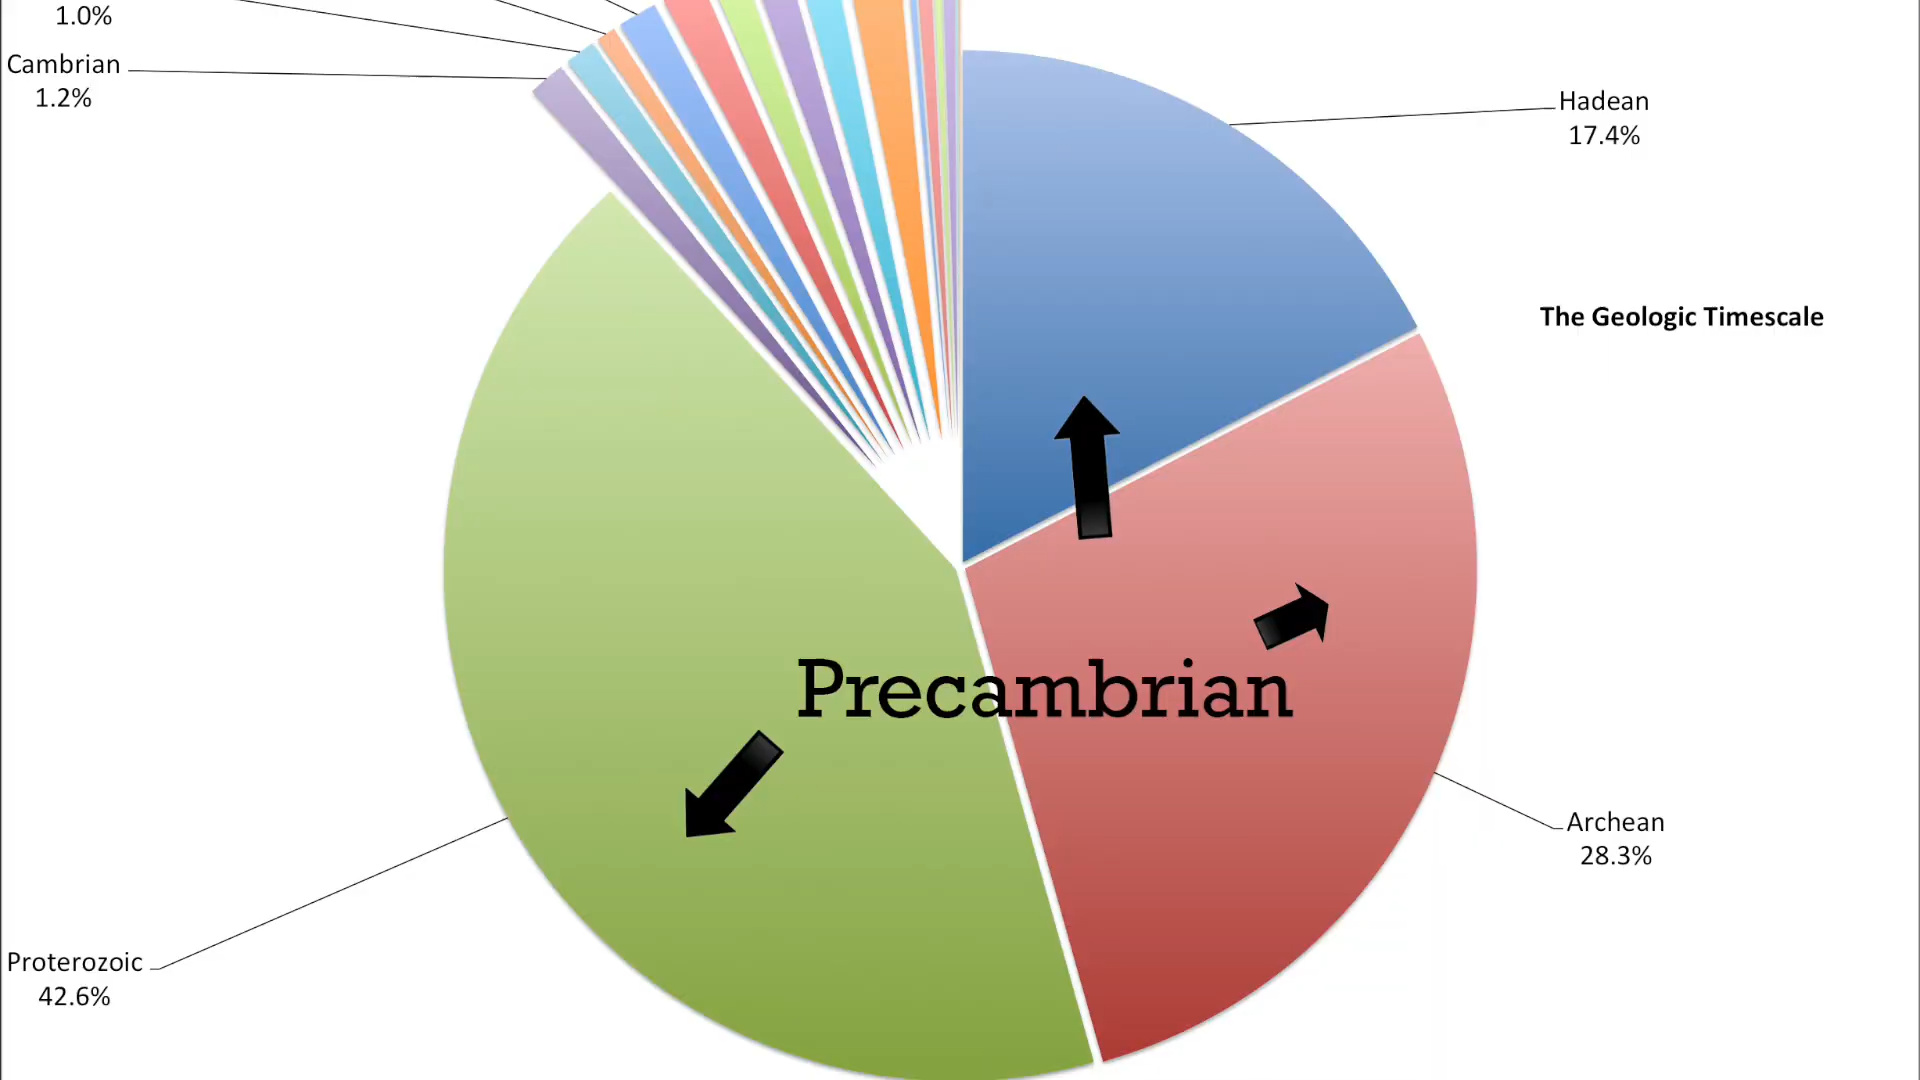 1.0%
Cambrian
1.2%
Hadean
17.4%
The Geologic Timescale
Precambrian
Archean
28.3%
Proterozoic
42.6%